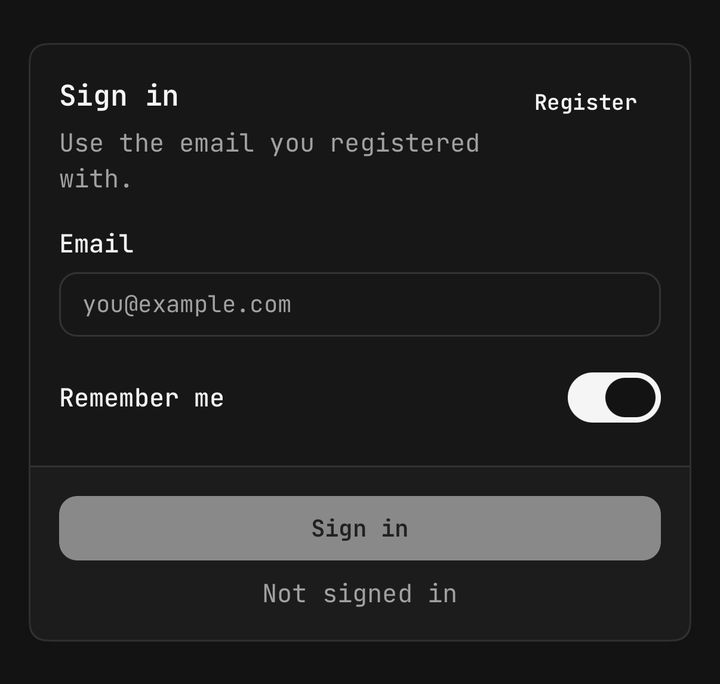 Sign in
Register
Use the email you registered
with.
Email
you@example.com
Remember me
Sign in
Not signed in